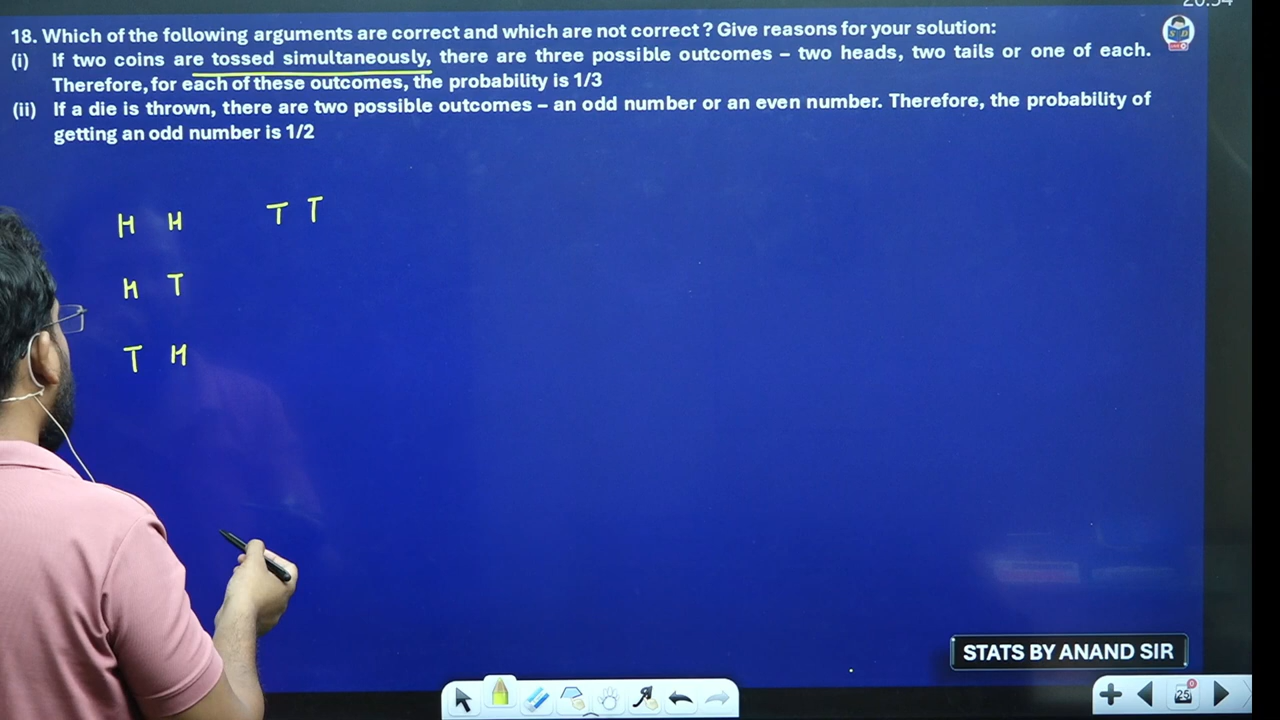 18. Which of the following arguments are correct and which are not correct ? Give reasons for your solution:
(i) If two coins are tossed simultaneously, there are three possible outcomes – two heads, two tails or one of each.
Therefore, for each of these outcomes, the probability is 1/3
(ii) If a die is thrown, there are two possible outcomes – an odd number or an even number. Therefore, the probability of
getting an odd number is 1/2
H H T T
H T
T H
STATS BY ANAND SIR
25